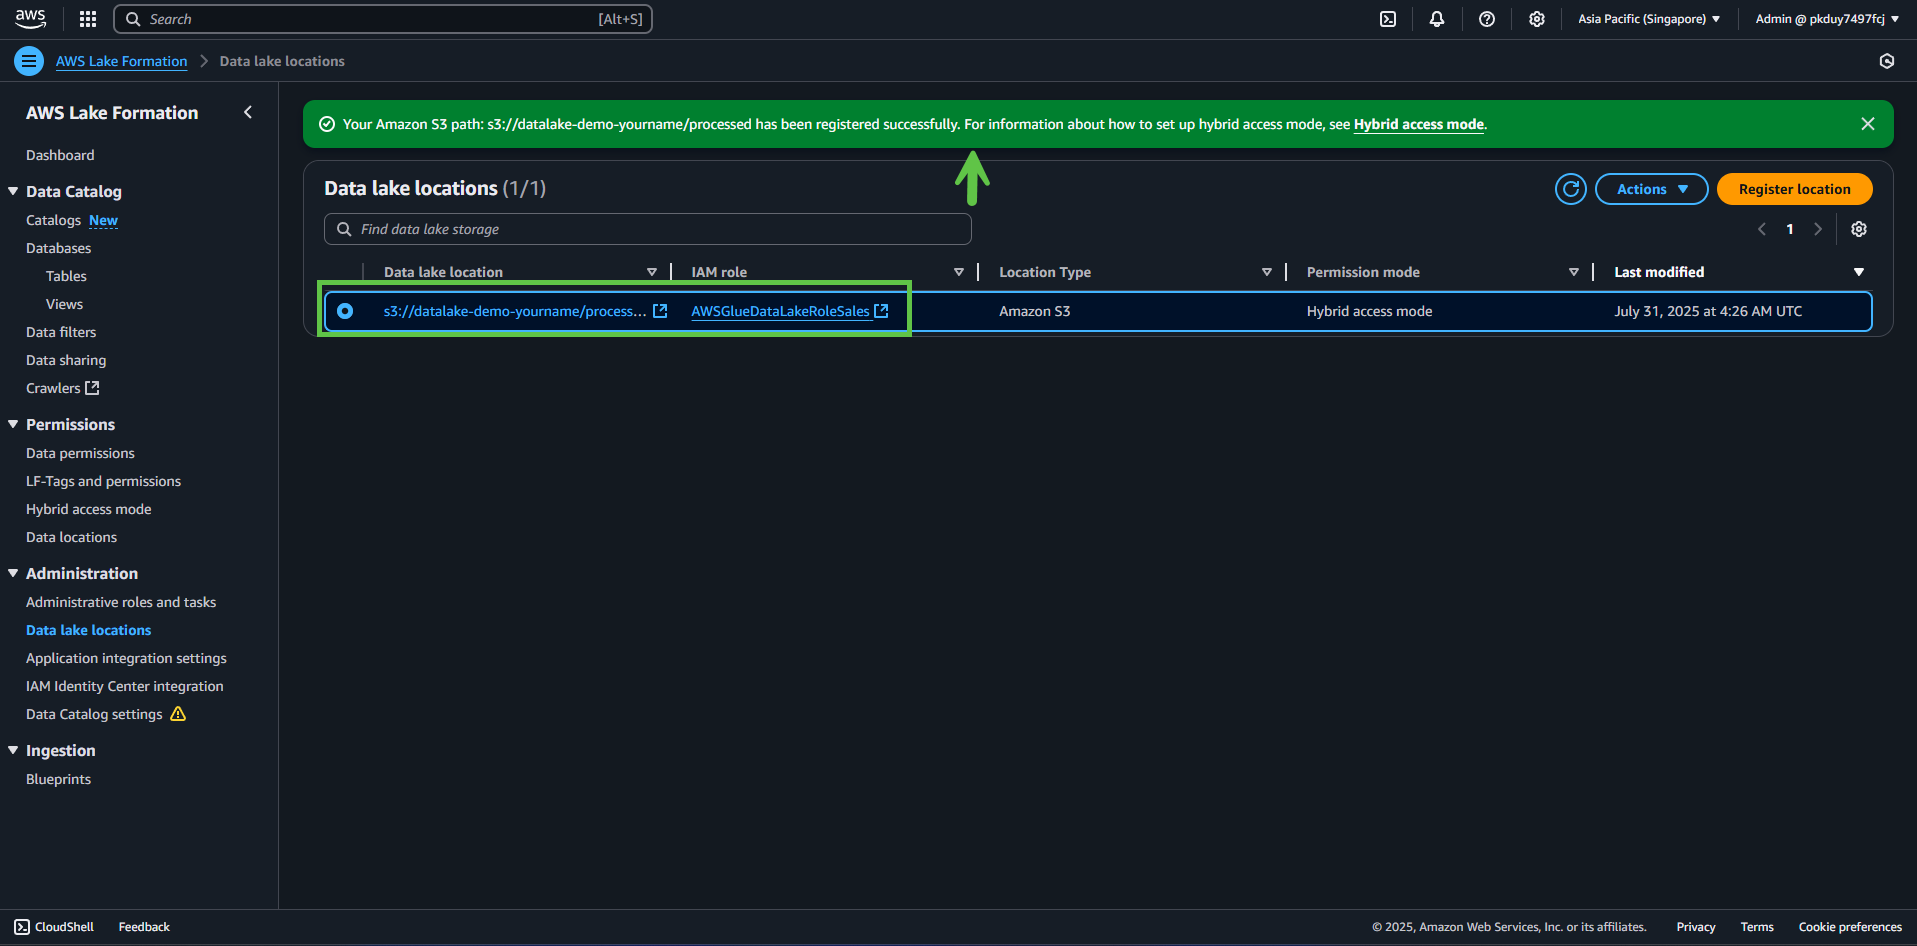 aws
Search [Alt+S]
Asia Pacific (Singapore)
Admin @ pkduy7497fcj
AWS Lake Formation
Data lake locations
AWS Lake Formation
Dashboard
Data Catalog
Catalogs New
Databases
Tables
Views
Data filters
Data sharing
Crawlers
Permissions
Data permissions
LF-Tags and permissions
Hybrid access mode
Data locations
Administration
Administrative roles and tasks
Data lake locations
Application integration settings
IAM Identity Center integration
Data Catalog settings
Ingestion
Blueprints
Your Amazon S3 path: s3://datalake-demo-yourname/processed has been registered successfully. For information about how to set up hybrid access mode, see Hybrid access mode.
Data lake locations (1/1)
Actions
Register location
Find data lake storage
1
Data lake location IAM role Location Type Permission mode Last modified
s3://datalake-demo-yourname/process... AWSGlueDataLakeRoleSales Amazon S3 Hybrid access mode July 31, 2025 at 4:26 AM UTC
CloudShell Feedback © 2025, Amazon Web Services, Inc. or its affiliates. Privacy Terms Cookie preferences